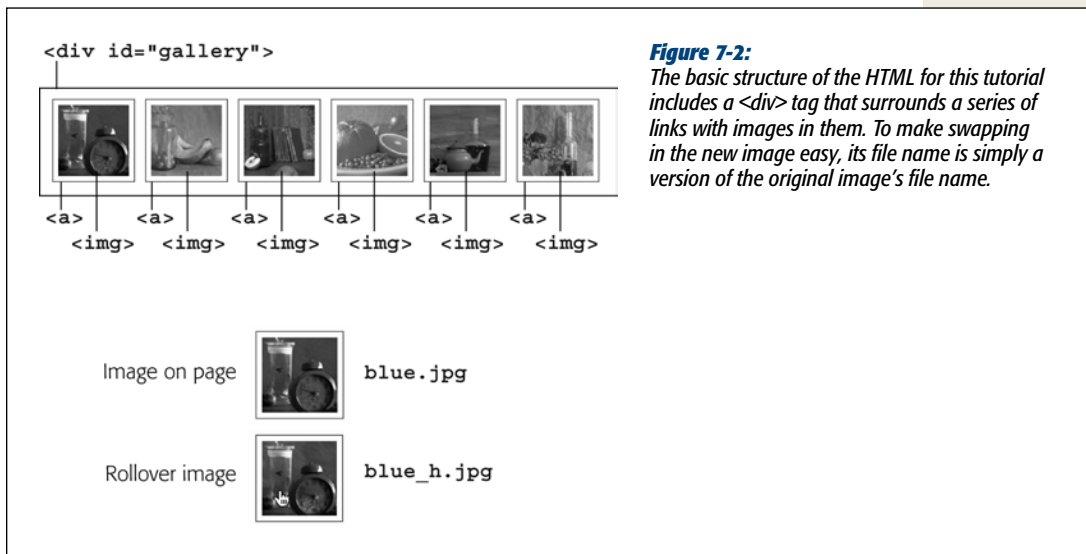 <div id="gallery">
<a> <a> <a> <a> <a> <a>
<img> <img> <img> <img> <img> <img>
Figure 7-2:
The basic structure of the HTML for this tutorial
includes a <div> tag that surrounds a series of
links with images in them. To make swapping
in the new image easy, its file name is simply a
version of the original image's file name.
Image on page blue.jpg
Rollover image blue_h.jpg